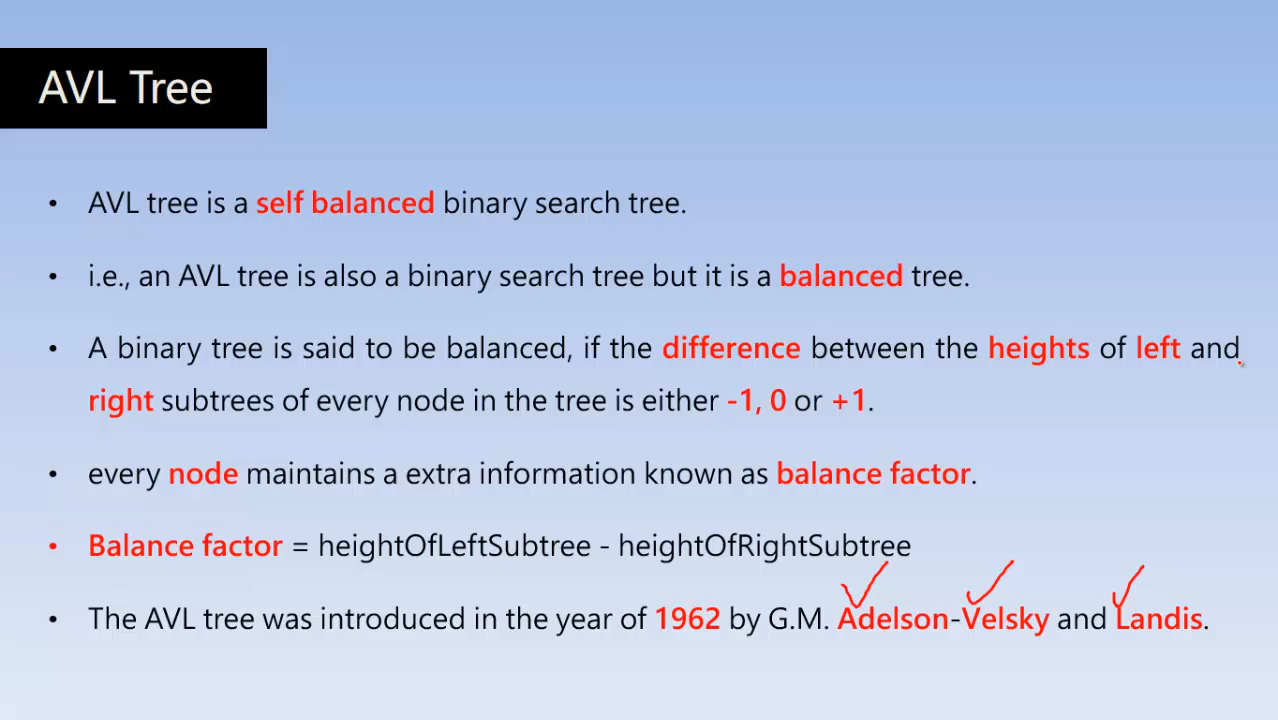 AVL Tree
• AVL tree is a self balanced binary search tree.
• i.e., an AVL tree is also a binary search tree but it is a balanced tree.
• A binary tree is said to be balanced, if the difference between the heights of left and
right subtrees of every node in the tree is either -1, 0 or +1.
• every node maintains a extra information known as balance factor.
• Balance factor = heightOfLeftSubtree - heightOfRightSubtree
• The AVL tree was introduced in the year of 1962 by G.M. Adelson-Velsky and Landis.